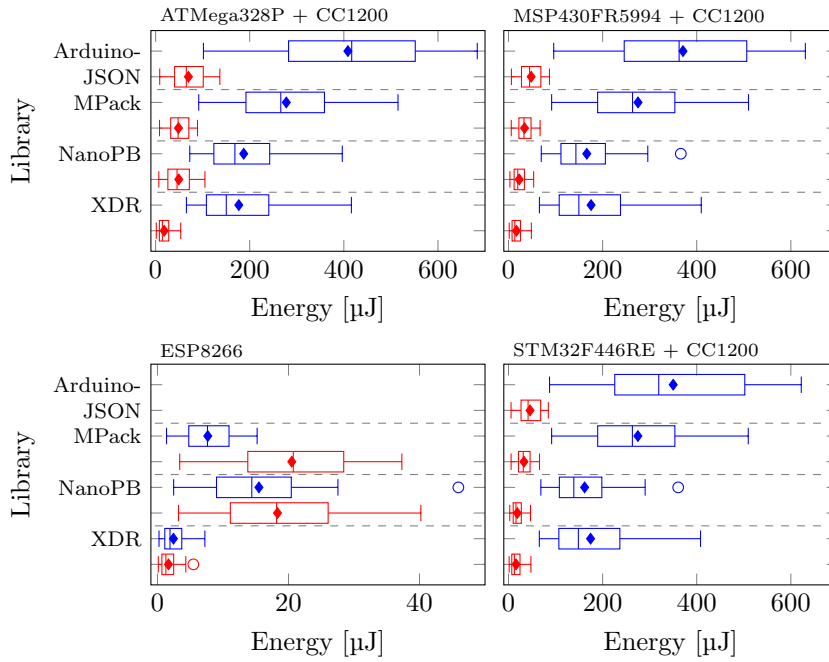 ATMega328P + CC1200
MSP430FR5994 + CC1200
Library
Arduino-
JSON
MPack
NanoPB
XDR
0 200 400 600
0 200 400 600
Energy [µJ]
Energy [µJ]
ESP8266
STM32F446RE + CC1200
Library
Arduino-
JSON
MPack
NanoPB
XDR
0 20 40
0 200 400 600
Energy [µJ]
Energy [µJ]